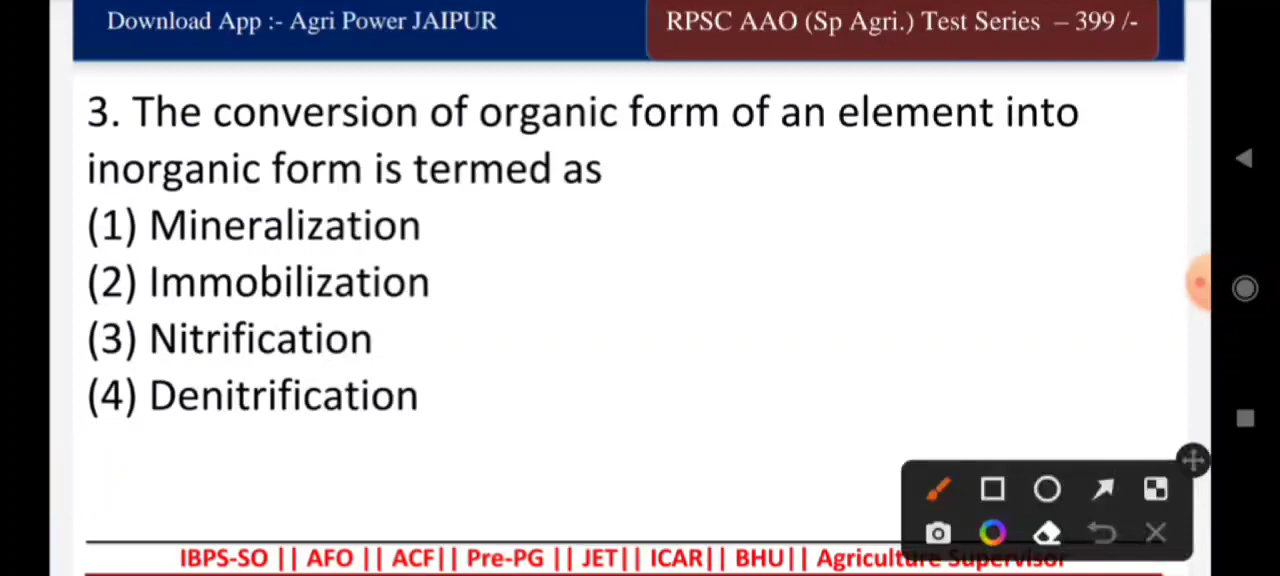 Download App :- Agri Power JAIPUR
RPSC AAO (Sp Agri.) Test Series – 399 /-
3. The conversion of organic form of an element into
inorganic form is termed as
(1) Mineralization
(2) Immobilization
(3) Nitrification
(4) Denitrification
IBPS-SO || AFO || ACF|| Pre-PG || JET|| ICAR|| BHU|| Agriculture Supervisor